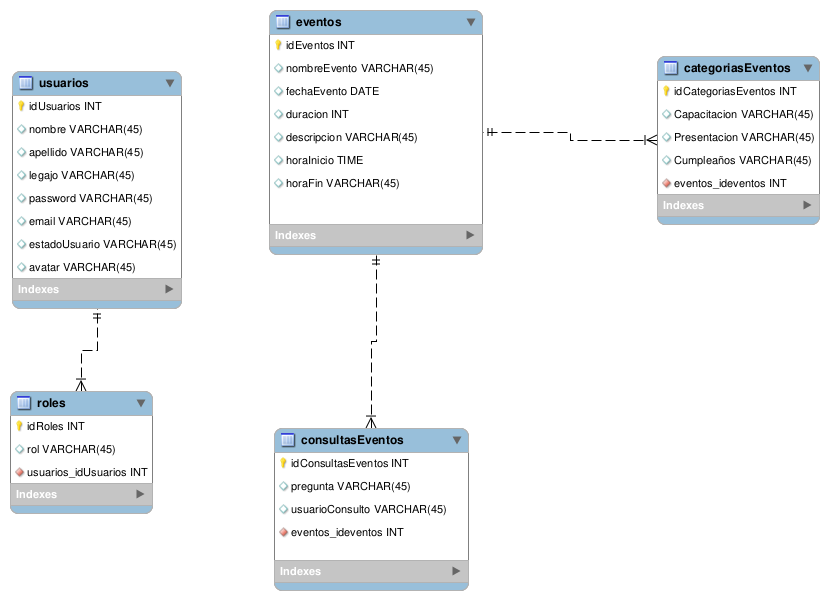 usuarios
idUsuarios INT
nombre VARCHAR(45)
apellido VARCHAR(45)
legajo VARCHAR(45)
password VARCHAR(45)
email VARCHAR(45)
estadoUsuario VARCHAR(45)
avatar VARCHAR(45)
Indexes
roles
idRoles INT
rol VARCHAR(45)
usuarios_idUsuarios INT
Indexes
eventos
idEventos INT
nombreEvento VARCHAR(45)
fechaEvento DATE
duracion INT
descripcion VARCHAR(45)
horaInicio TIME
horaFin VARCHAR(45)
Indexes
consultasEventos
idConsultasEventos INT
pregunta VARCHAR(45)
usuarioConsulto VARCHAR(45)
eventos_ideventos INT
Indexes
categoriasEventos
idCategoriasEventos INT
Capacitacion VARCHAR(45)
Presentacion VARCHAR(45)
Cumpleaños VARCHAR(45)
eventos_ideventos INT
Indexes